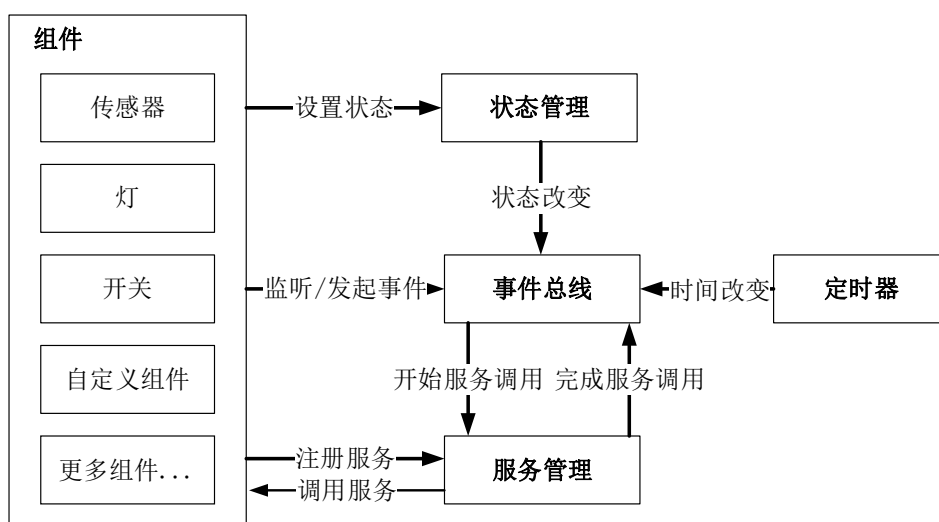 组件
传感器
灯
开关
自定义组件
更多组件...
设置状态
状态管理
状态改变
监听/发起事件
事件总线
时间改变
定时器
开始服务调用
完成服务调用
注册服务
调用服务
服务管理